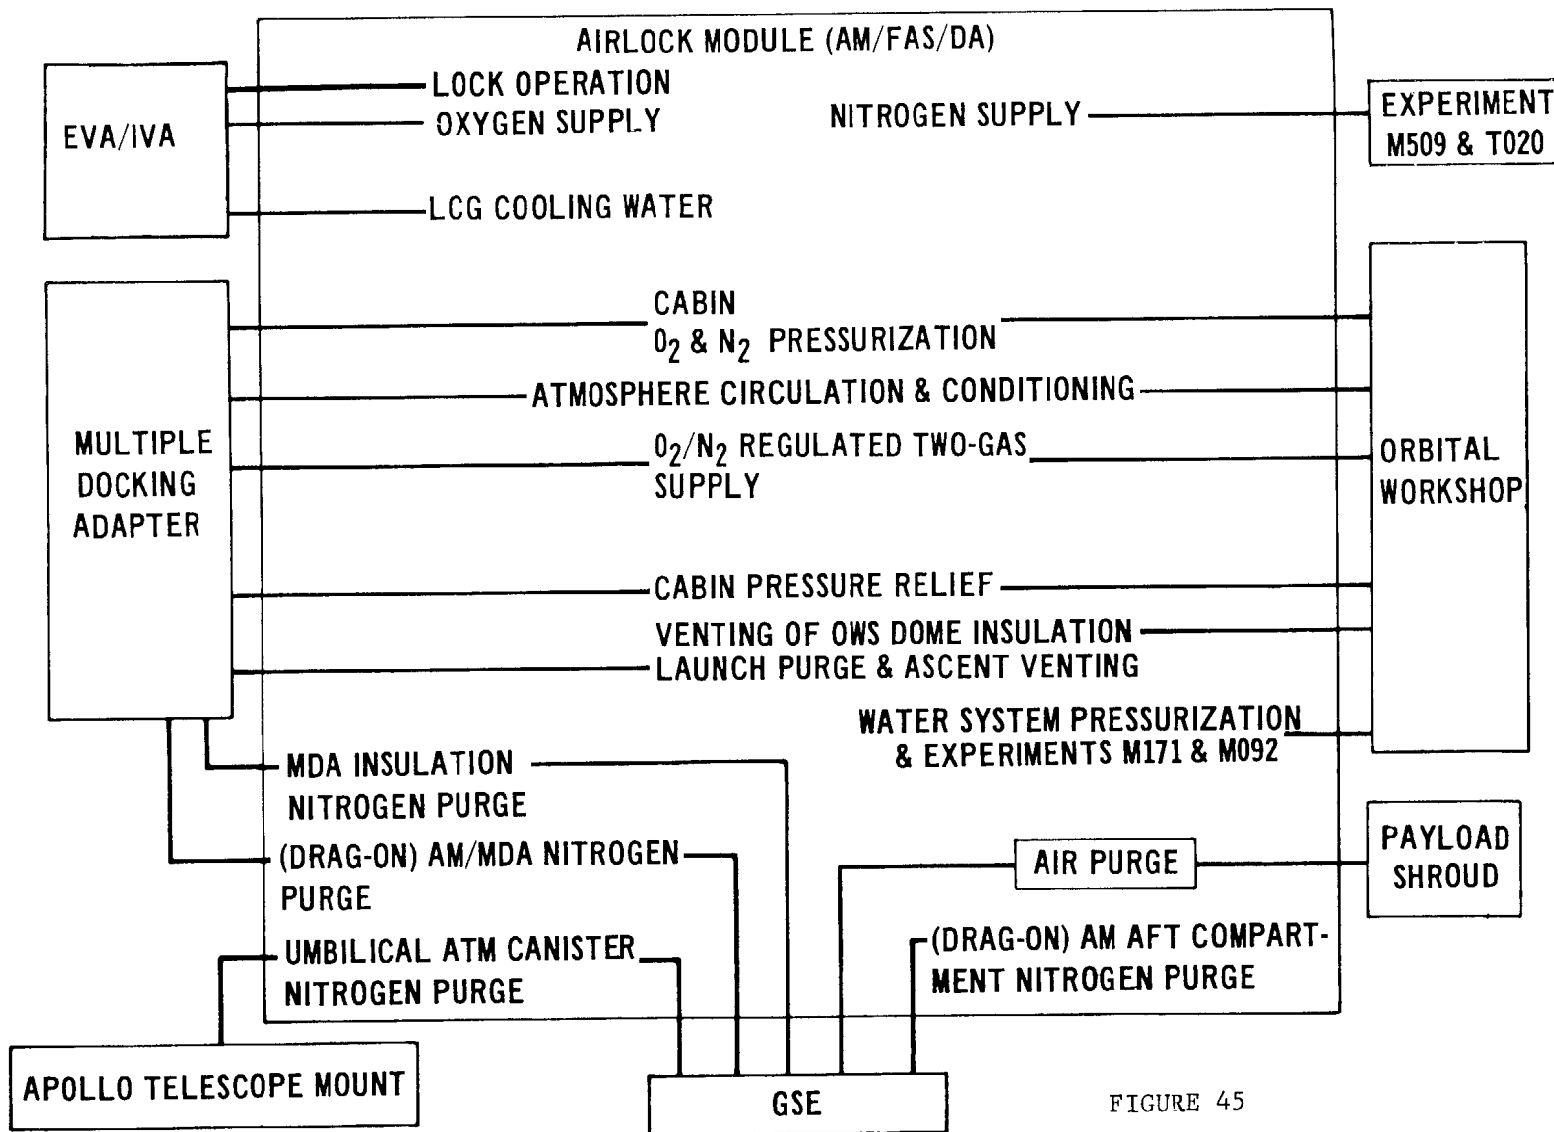 AIRLOCK MODULE (AM/FAS/DA)
EVA/IVA
LOCK OPERATION
OXYGEN SUPPLY
LCG COOLING WATER
NITROGEN SUPPLY
EXPERIMENT
M509 & T020
MULTIPLE
DOCKING
ADAPTER
CABIN
O₂ & N₂ PRESSURIZATION
ATMOSPHERE CIRCULATION & CONDITIONING
O₂/N₂ REGULATED TWO-GAS
SUPPLY
CABIN PRESSURE RELIEF
VENTING OF OWS DOME INSULATION
LAUNCH PURGE & ASCENT VENTING
WATER SYSTEM PRESSURIZATION
& EXPERIMENTS M171 & M092
ORBITAL
WORKSHOP
MDA INSULATION
NITROGEN PURGE
(DRAG-ON) AM/MDA NITROGEN
PURGE
UMBILICAL ATM CANISTER
NITROGEN PURGE
AIR PURGE
PAYLOAD
SHROUD
(DRAG-ON) AM AFT COMPART-
MENT NITROGEN PURGE
APOLLO TELESCOPE MOUNT
GSE
FIGURE 45